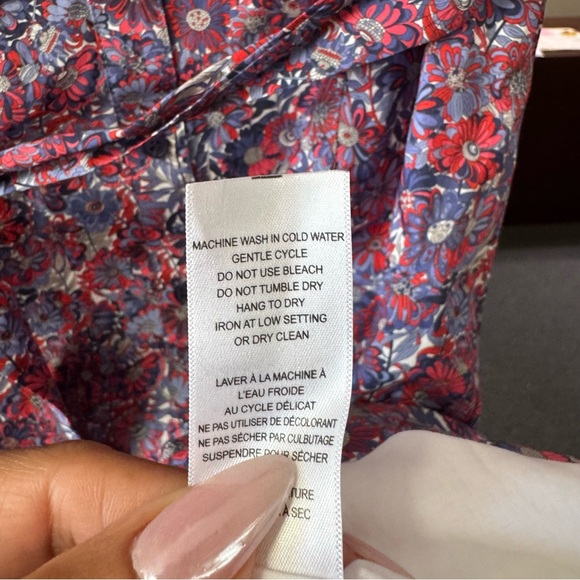 MACHINE WASH IN COLD WATER
GENTLE CYCLE
DO NOT USE BLEACH
DO NOT TUMBLE DRY
HANG TO DRY
IRON AT LOW SETTING
OR DRY CLEAN
LAVER À LA MACHINE À
L'EAU FROIDE
AU CYCLE DÉLICAT
NE PAS UTILISER DE DÉCOLORANT
NE PAS SÉCHER PAR CULBUTAGE
SUSPENDRE POUR SÉCHER
À SEC